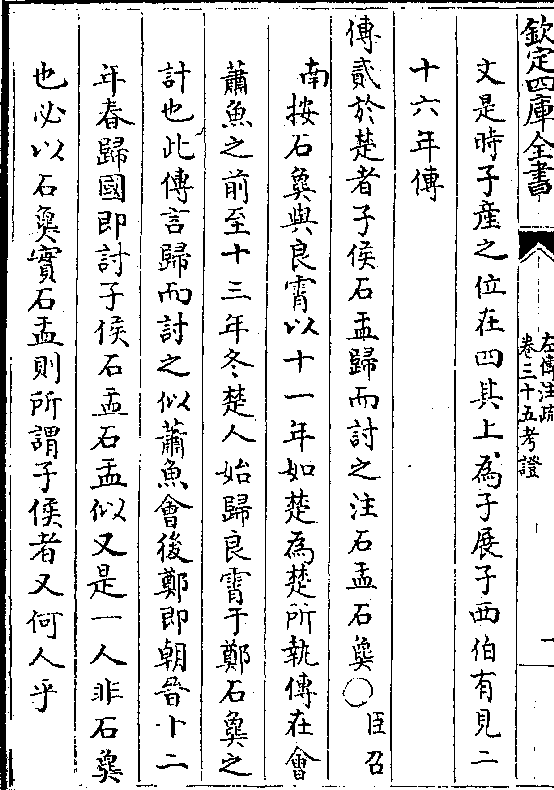 欽定四庫全書
左傳注疏
卷三十五考證
一
文是時子產之位在四其上為子展子西伯有見二
十六年傳
傳貳於楚者子侯石盂歸而討之注石盂石㚟○臣召
南按石㚟與良霄以十一年如楚為楚所執傳在會
蕭魚之前至十三年冬楚人始歸良霄于鄭石㚟之
計也此傳言歸而討之似蕭魚會後鄭即朝晉十二
年春歸國即討子侯石盂石盂似又是一人非石㚟
也必以石㚟實石盂則所謂子侯者又何人乎